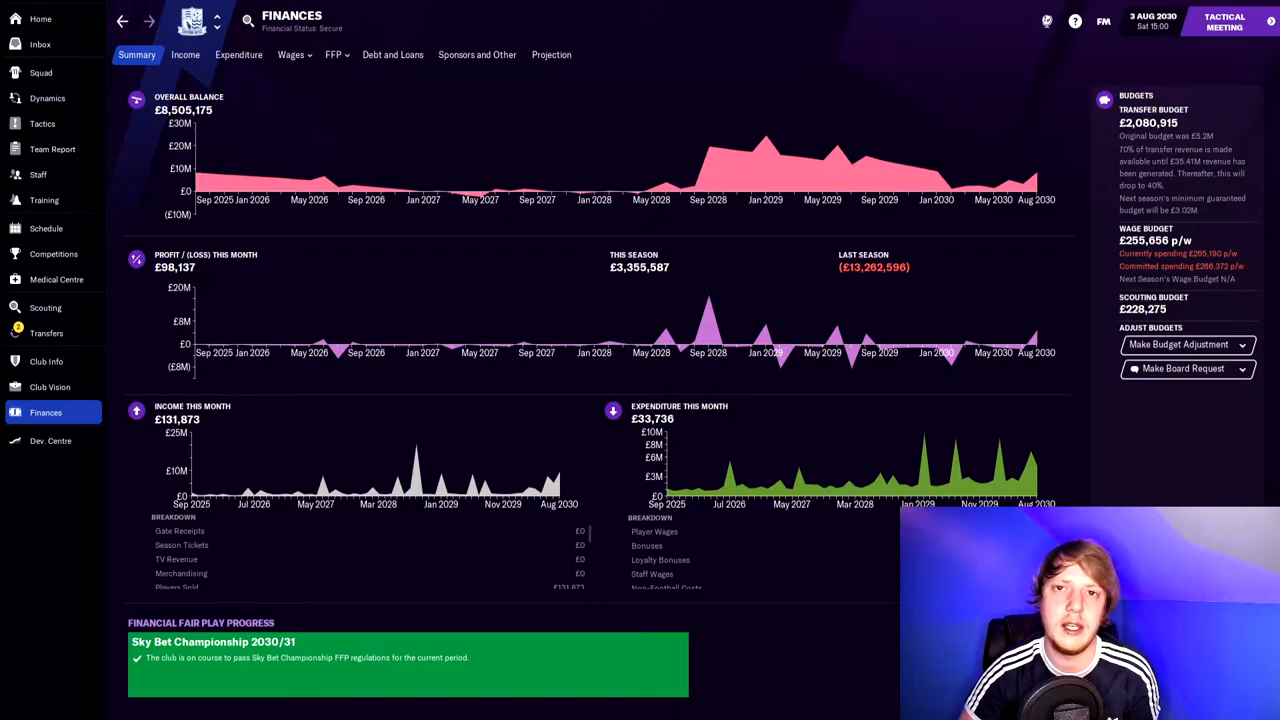 Home
Inbox
Squad
Dynamics
Tactics
Team Report
Staff
Training
Schedule
Competitions
Medical Centre
Scouting
2
Transfers
Club Info
Club Vision
Finances
Dev. Centre
FINANCES
Financial Status: Secure
?
FM
3 AUG 2030
Sat 15:00
TACTICAL
MEETING
Summary Income Expenditure Wages FFP Debt and Loans Sponsors and Other Projection
OVERALL BALANCE
£8,505,175
£30M
£20M
£10M
£0
(£10M)
Sep 2025 Jan 2026 May 2026 Sep 2026 Jan 2027 May 2027 Sep 2027 Jan 2028 May 2028 Sep 2028 Jan 2029 May 2029 Sep 2029 Jan 2030 May 2030 Aug 2030
PROFIT / (LOSS) THIS MONTH
£98,137
THIS SEASON
£3,355,587
LAST SEASON
(£13,262,596)
£20M
£8M
£0
(£8M)
Sep 2025 Jan 2026 May 2026 Sep 2026 Jan 2027 May 2027 Sep 2027 Jan 2028 May 2028 Sep 2028 Jan 2029 May 2029 Sep 2029 Jan 2030 May 2030 Aug 2030
INCOME THIS MONTH
£131,873
£25M
£10M
£0
Sep 2025 Jul 2026 May 2027 Mar 2028 Jan 2029 Nov 2029 Aug 2030
BREAKDOWN
Gate Receipts £0
Season Tickets £0
TV Revenue £0
Merchandising £0
Players Sold £131,873
EXPENDITURE THIS MONTH
£33,736
£10M
£8M
£6M
£3M
£0
Sep 2025 Jul 2026 May 2027 Mar 2028 Jan 2029 Nov 2029 Aug 2030
BREAKDOWN
Player Wages
Bonuses
Loyalty Bonuses
Staff Wages
Non-Football Costs
FINANCIAL FAIR PLAY PROGRESS
Sky Bet Championship 2030/31
The club is on course to pass Sky Bet Championship FFP regulations for the current period.
BUDGETS
TRANSFER BUDGET
£2,080,915
Original budget was £5.2M
70% of transfer revenue is made
available until £35.41M revenue has
been generated. Thereafter, this will
drop to 40%.
Next season's minimum guaranteed
budget will be £3.02M.
WAGE BUDGET
£255,656 p/w
Currently spending £265,190 p/w
Committed spending £266,372 p/w
Next Season's Wage Budget N/A
SCOUTING BUDGET
£228,275
ADJUST BUDGETS
Make Budget Adjustment
Make Board Request